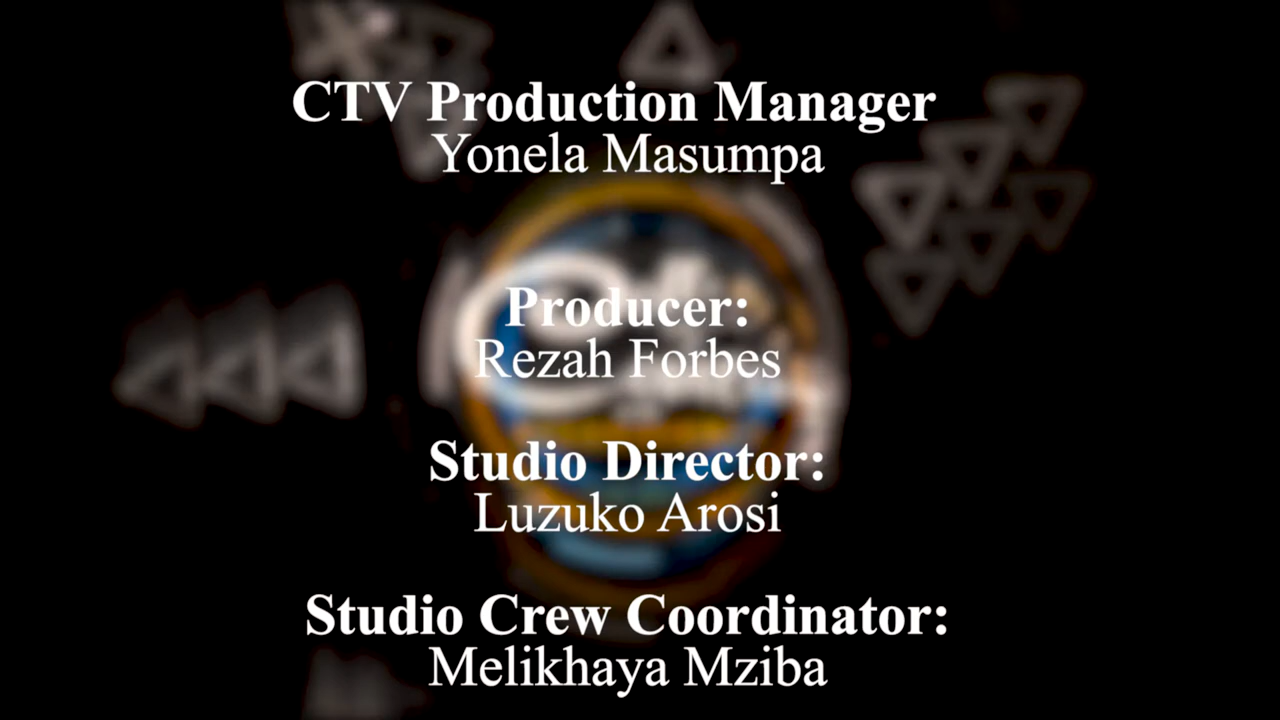 CTV Production Manager
Yonela Masumpa
Producer:
Rezah Forbes
Studio Director:
Luzuko Arosi
Studio Crew Coordinator:
Melikhaya Mziba